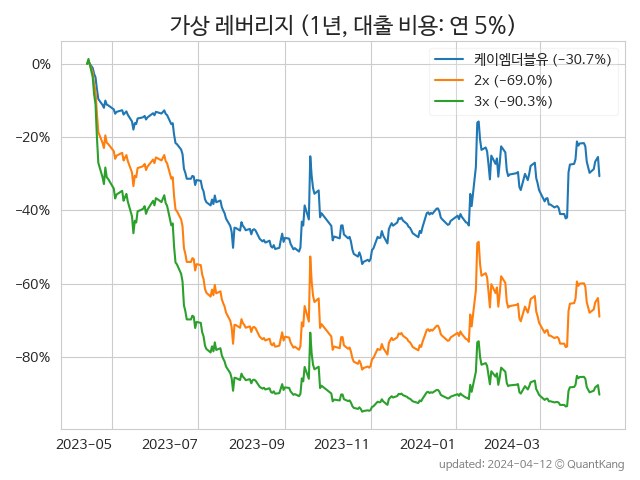 가상 레버리지 (1년, 대출 비용: 연 5%)
케이엠더블유 (−30.7%)
2x (−69.0%)
3x (−90.3%)
0%
−20%
−40%
−60%
−80%
2023-05 2023-07 2023-09 2023-11 2024-01 2024-03
updated: 2024-04-12 © QuantKang